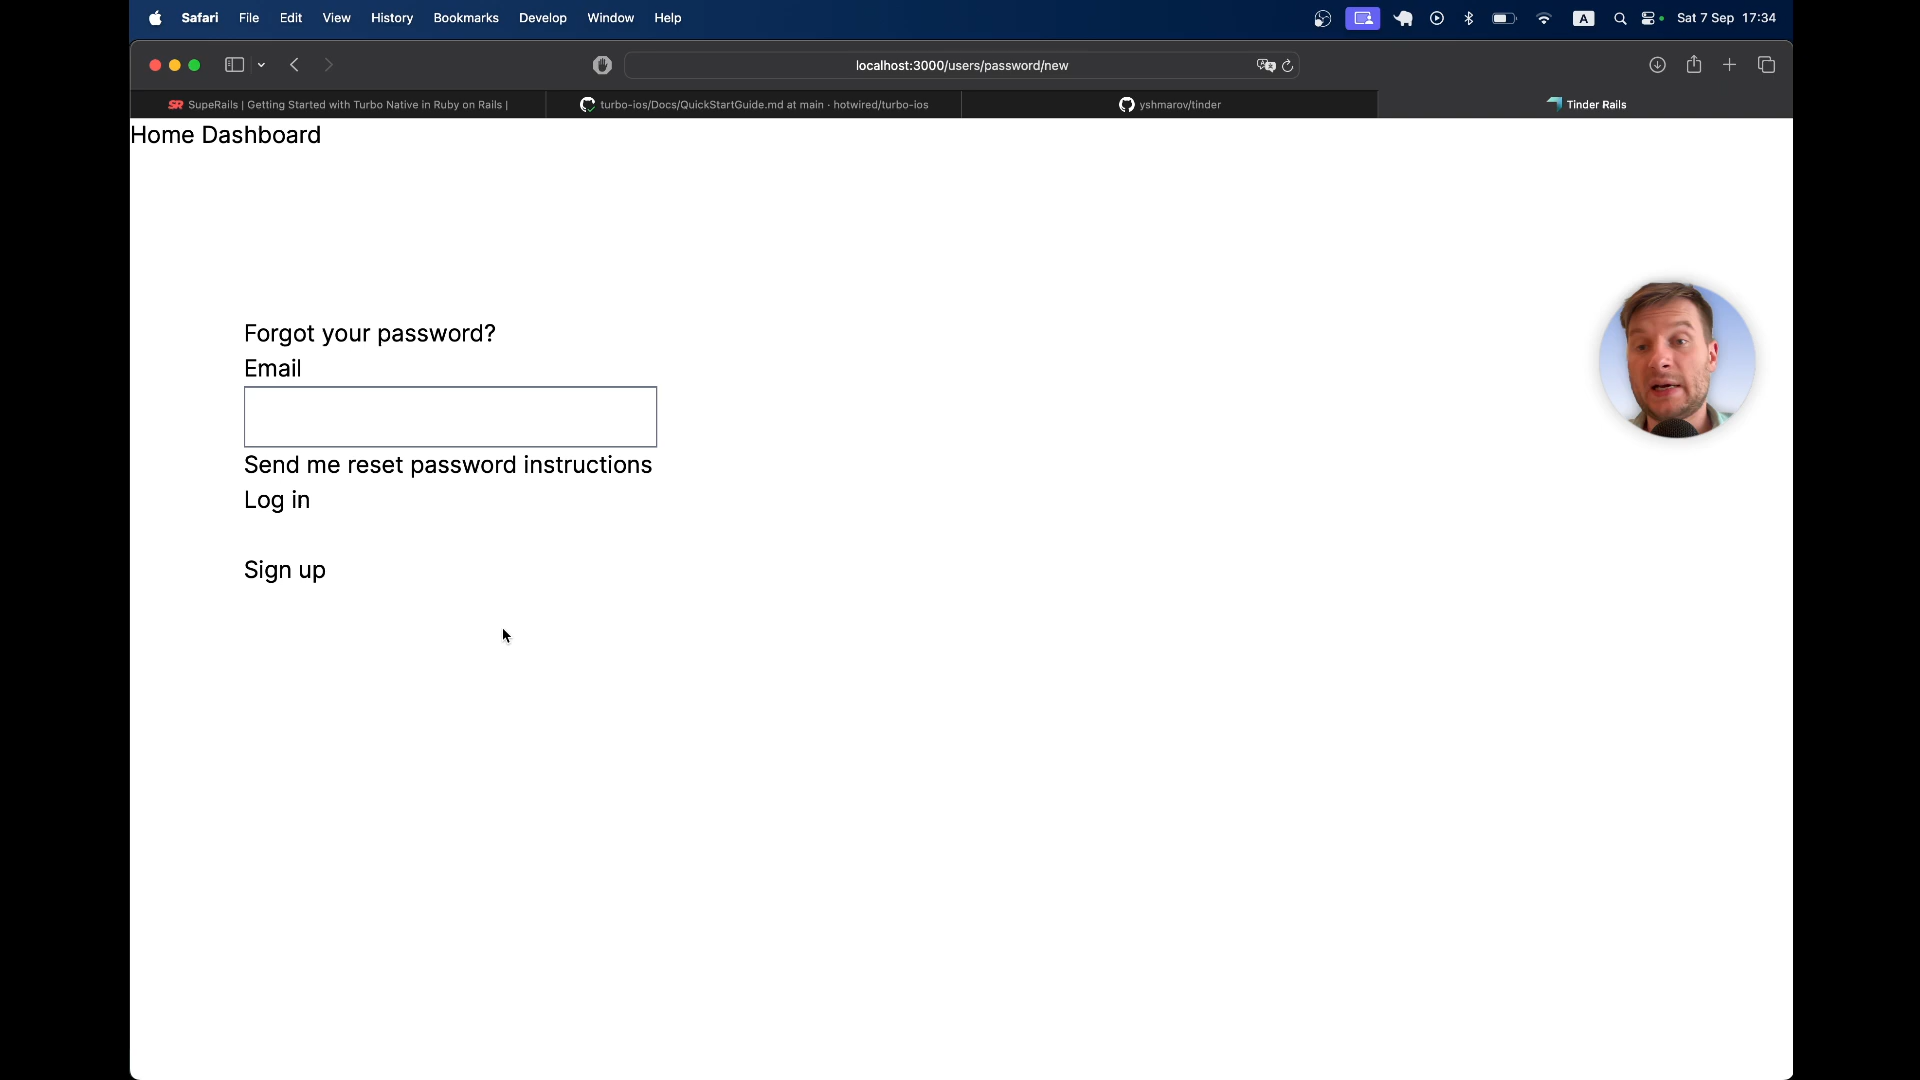 Safari File Edit View History Bookmarks Develop Window Help A Sat 7 Sep 17:34
localhost:3000/users/password/new
SR SupeRails | Getting Started with Turbo Native in Ruby on Rails | turbo-ios/Docs/QuickStartGuide.md at main · hotwired/turbo-ios yshmarov/tinder Tinder Rails
Home Dashboard
Forgot your password?
Email
Send me reset password instructions
Log in
Sign up